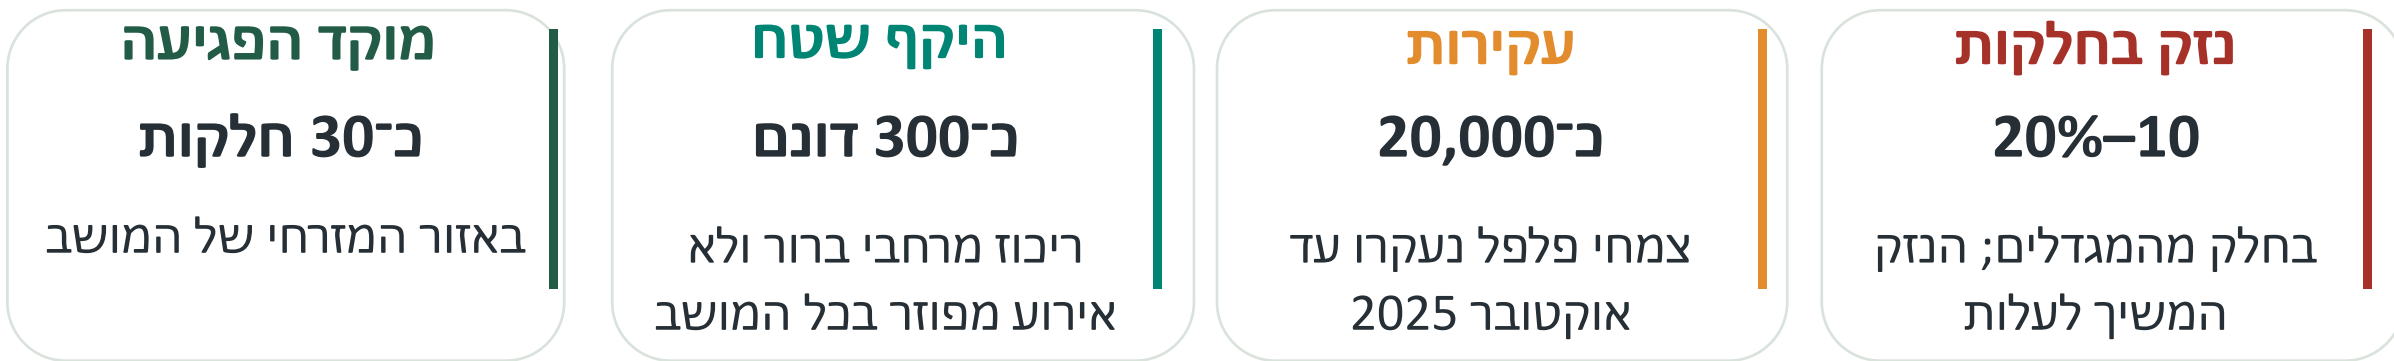 נזק בחלקות
10–20%
בחלק מהמגדלים; הנזק
המשיך לעלות
עקירות
כ־20,000
צמחי פלפל נעקרו עד
אוקטובר 2025
היקף שטח
כ־300 דונם
ריכוז מרחבי ברור ולא
אירוע מפוזר בכל המושב
מוקד הפגיעה
כ־30 חלקות
באזור המזרחי של המושב